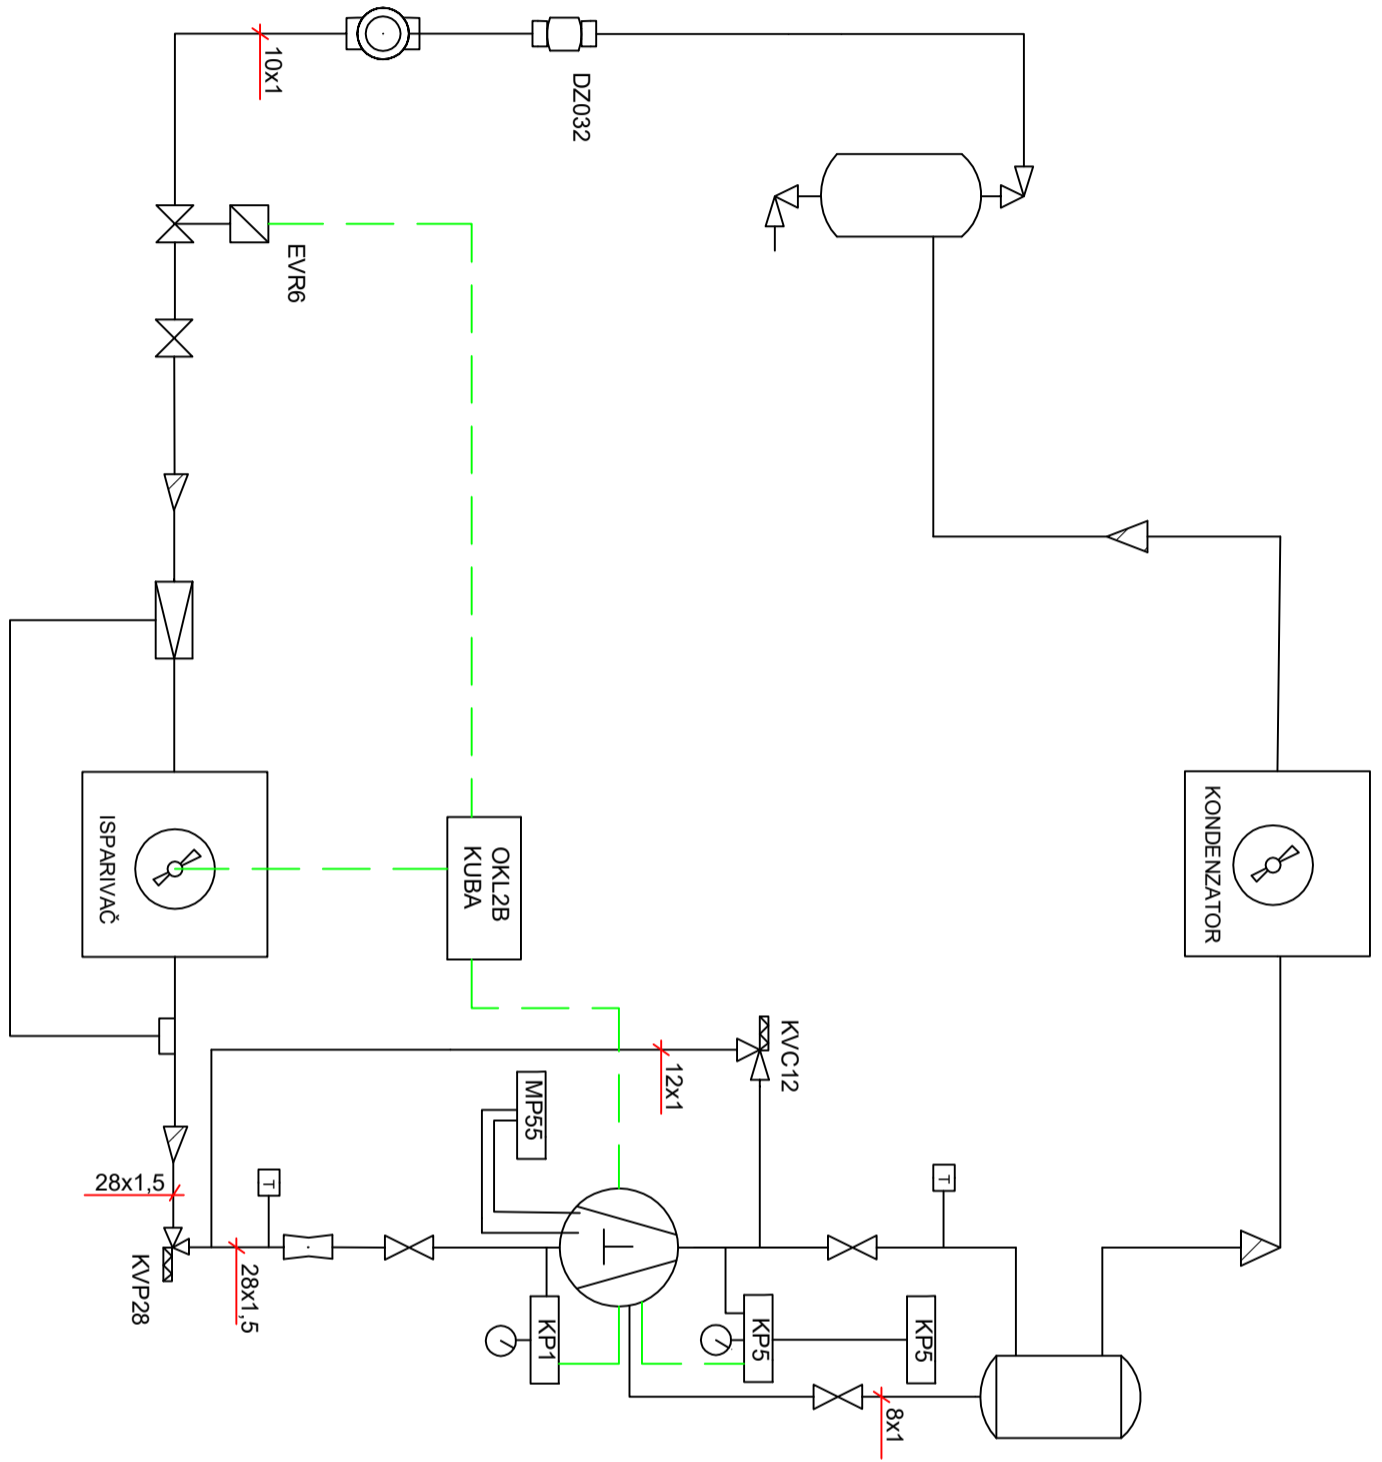 10x1
DZ032
EVR6
ISPARIVAČ
OKL2B
KUBA
KONDENZATOR
KVC12
12x1
MP55
28x1,5
T
T
KVP28
28x1,5
KP1
KP5
KP5
8x1